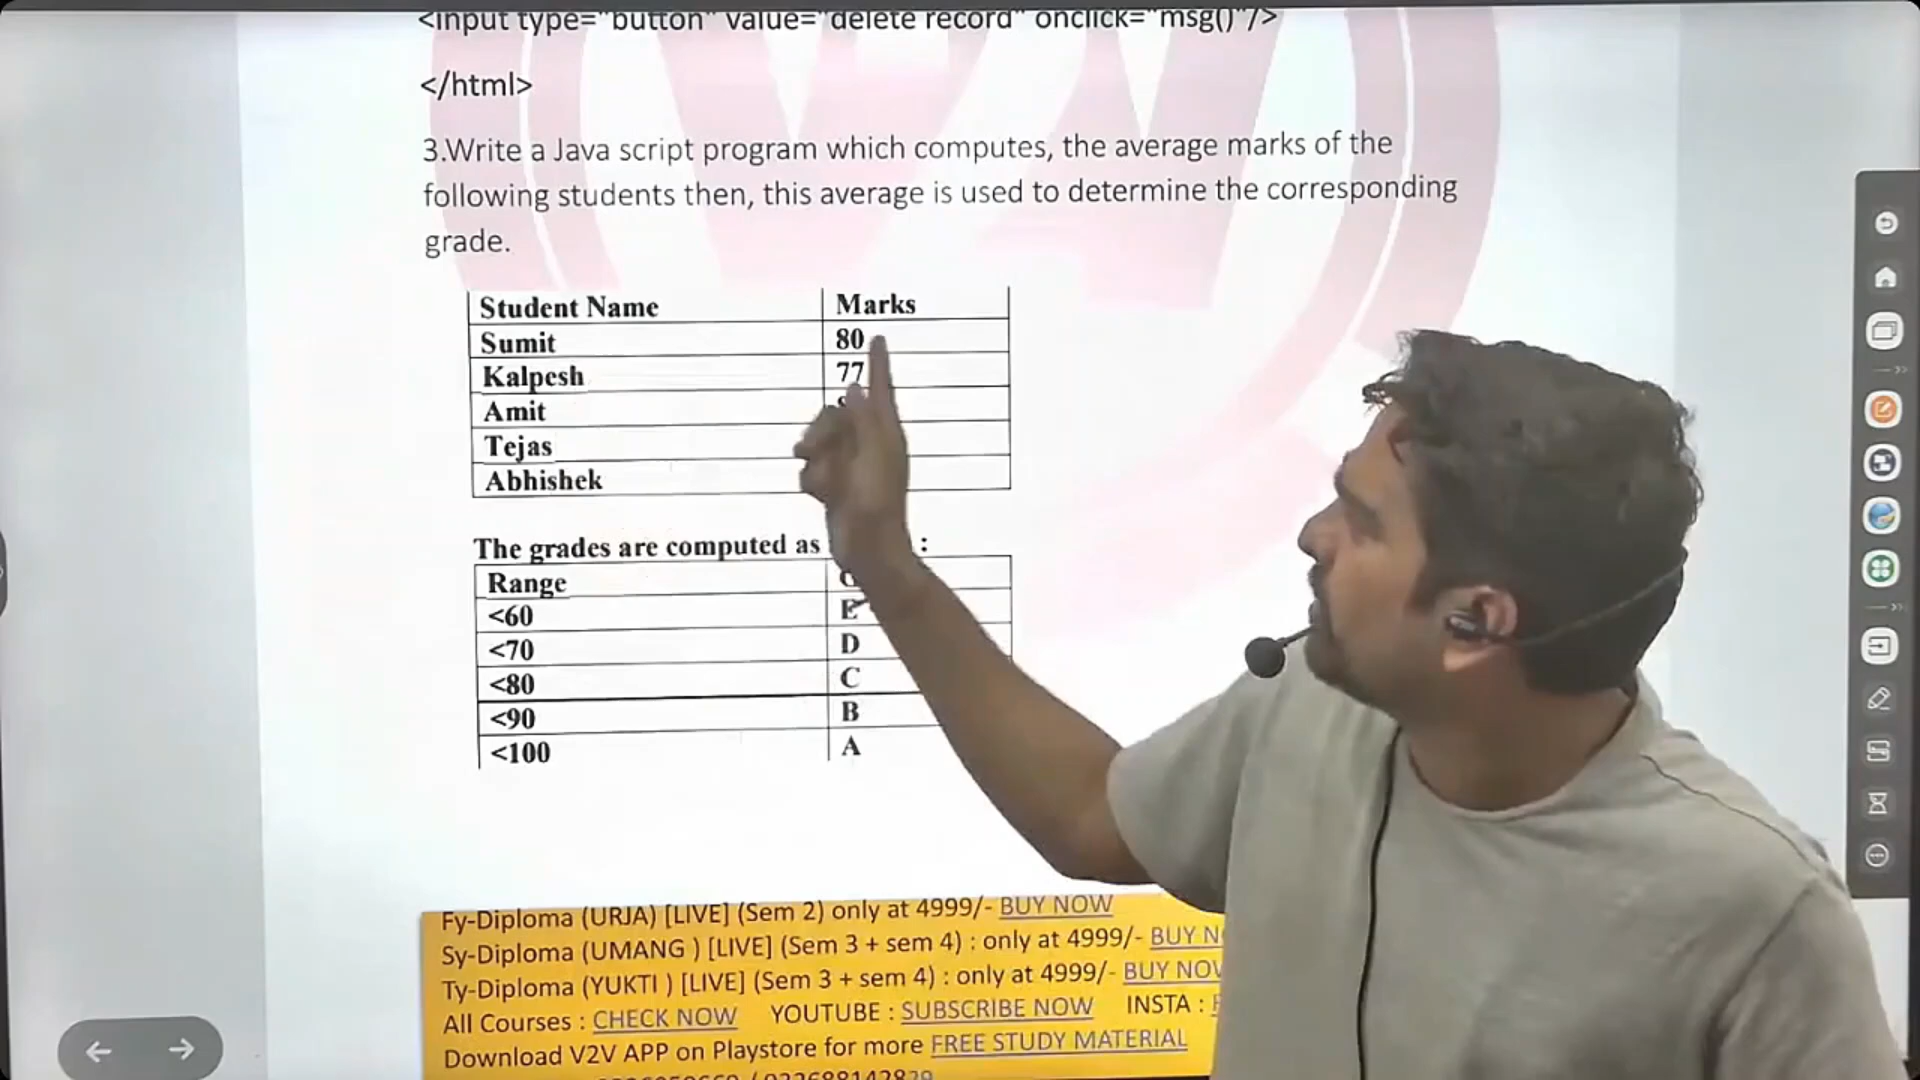 <input type="button" value="delete record" onclick="msg()"/>
</html>
3.Write a Java script program which computes, the average marks of the
following students then, this average is used to determine the corresponding
grade.
Student Name Marks
Sumit 80
Kalpesh 77
Amit
Tejas
Abhishek
The grades are computed as :
Range
<60 E
<70 D
<80 C
<90 B
<100 A
Fy-Diploma (URJA) [LIVE] (Sem 2) only at 4999/- BUY NOW
Sy-Diploma (UMANG ) [LIVE] (Sem 3 + sem 4) : only at 4999/- BUY
Ty-Diploma (YUKTI ) [LIVE] (Sem 3 + sem 4) : only at 4999/- BUY NOW
All Courses : CHECK NOW YOUTUBE : SUBSCRIBE NOW INSTA :
Download V2V APP on Playstore for more FREE STUDY MATERIAL